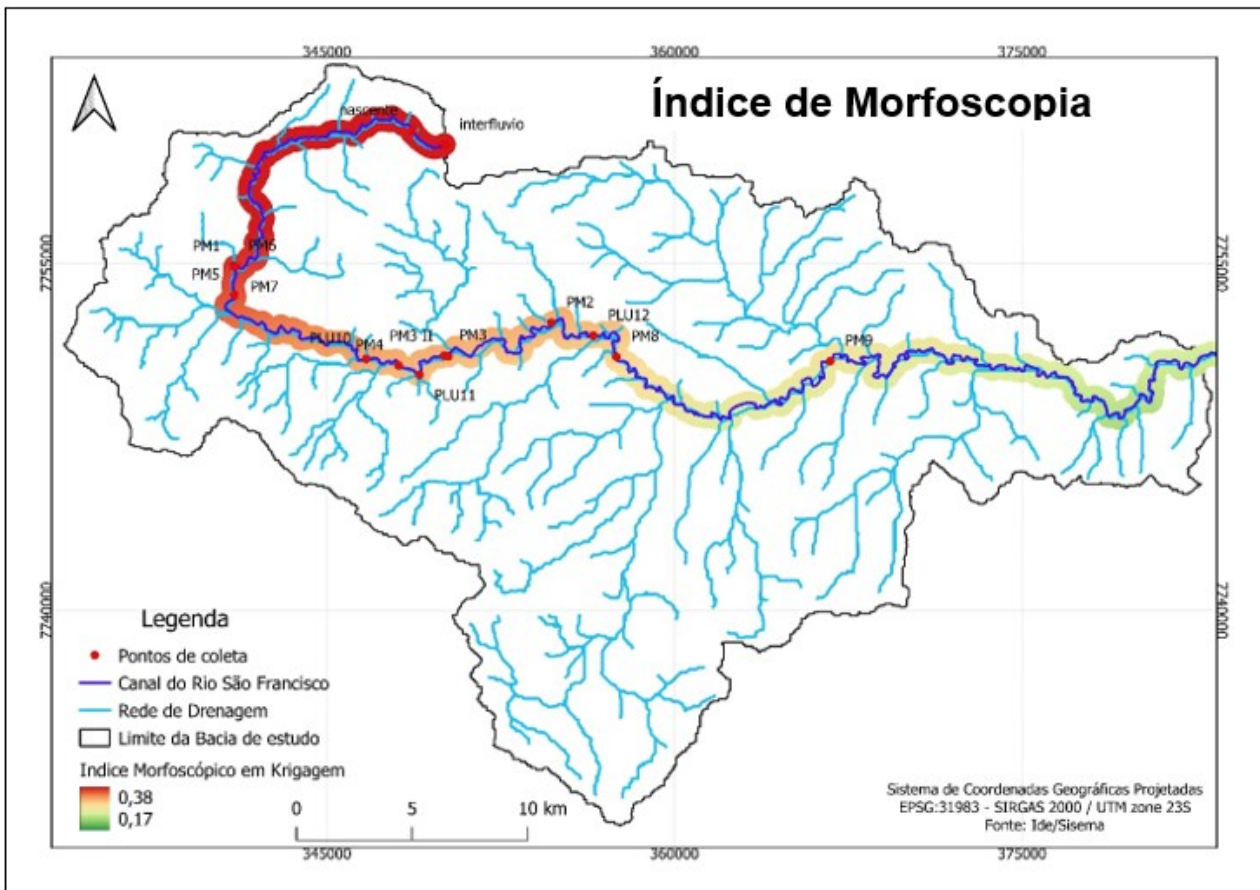 345000 360000 375000
Índice de Morfoscopia
nascente
interfluvio
PM1 PM6
7755000 7755000
PM5
PM7
PM2
PLU12
PLU10 PM3 II PM3 PM8 PM9
PM4
PLU11
7740000 7740000
Legenda
Pontos de coleta
Canal do Rio São Francisco
Rede de Drenagem
Limite da Bacia de estudo
Indice Morfoscópico em Krigagem
0,38
0,17
0 5 10 km
Sistema de Coordenadas Geográficas Projetadas
EPSG:31983 - SIRGAS 2000 / UTM zone 23S
Fonte: Ide/Sisema
345000 360000 375000